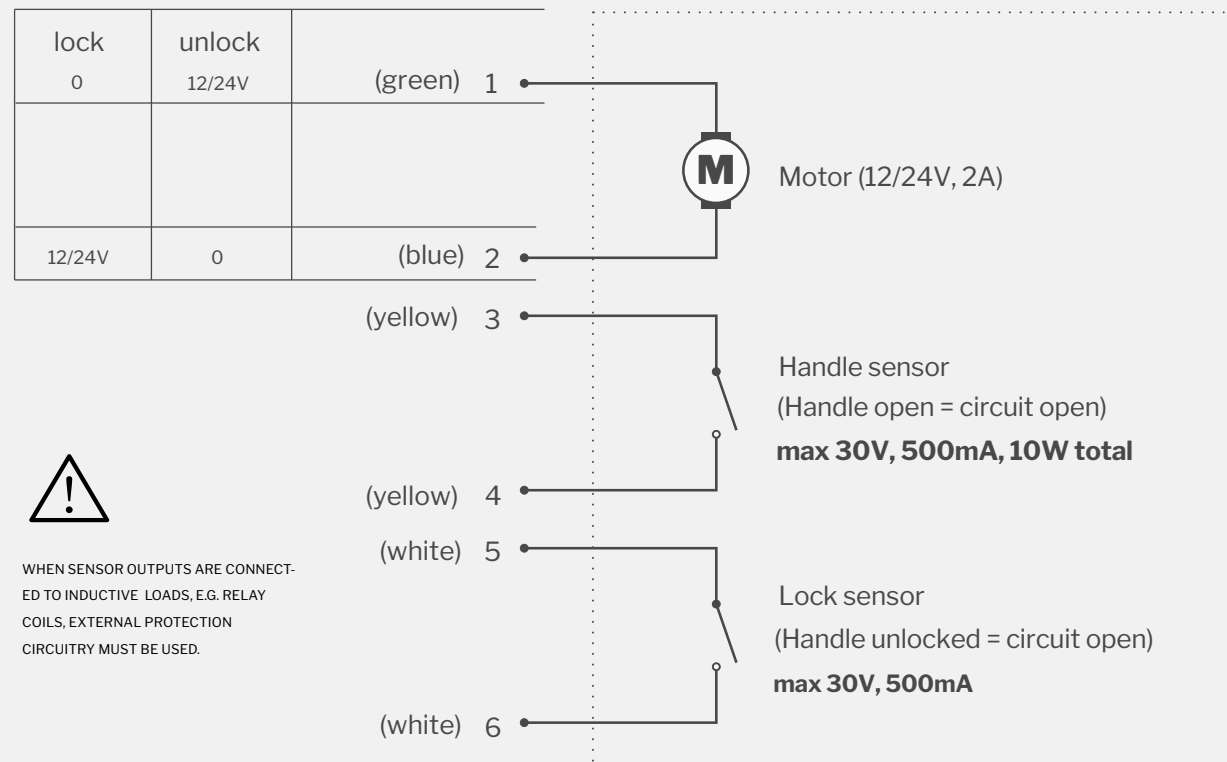 lock unlock
0 12/24V (green) 1
M
Motor (12/24V, 2A)
12/24V 0 (blue) 2
(yellow) 3
Handle sensor
(Handle open = circuit open)
max 30V, 500mA, 10W total
(yellow) 4
(white) 5
WHEN SENSOR OUTPUTS ARE CONNECT-
ED TO INDUCTIVE LOADS, E.G. RELAY
COILS, EXTERNAL PROTECTION
CIRCUITRY MUST BE USED.
Lock sensor
(Handle unlocked = circuit open)
max 30V, 500mA
(white) 6